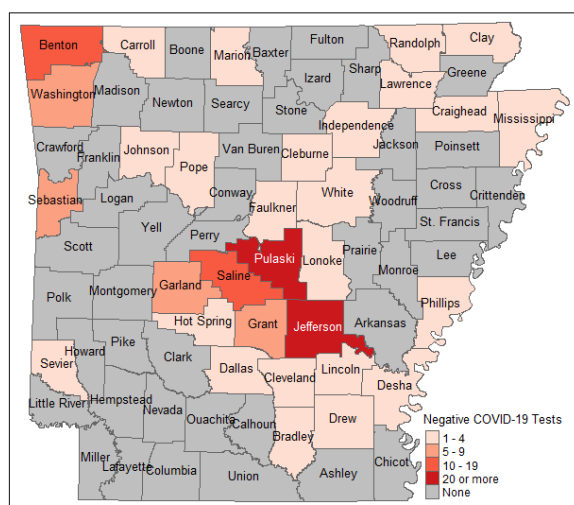 Benton
Carroll
Boone
Marion
Baxter
Fulton
Randolph
Clay
Sharp
Izard
Greene
Lawrence
Washington
Madison
Newton
Searcy
Stone
Independence
Craighead
Mississippi
Crawford
Franklin
Johnson
Pope
Van Buren
Cleburne
Jackson
Poinsett
Sebastian
Logan
Conway
White
Woodruff
Cross
Crittenden
Faulkner
St. Francis
Scott
Yell
Perry
Pulaski
Lonoke
Prairie
Monroe
Lee
Saline
Garland
Polk
Montgomery
Hot Spring
Grant
Jefferson
Arkansas
Phillips
Howard
Pike
Clark
Sevier
Dallas
Cleveland
Lincoln
Desha
Little River
Hempstead
Nevada
Ouachita
Calhoun
Bradley
Drew
Miller
Lafayette
Columbia
Union
Ashley
Chicot
Negative COVID-19 Tests
1 - 4
5 - 9
10 - 19
20 or more
None